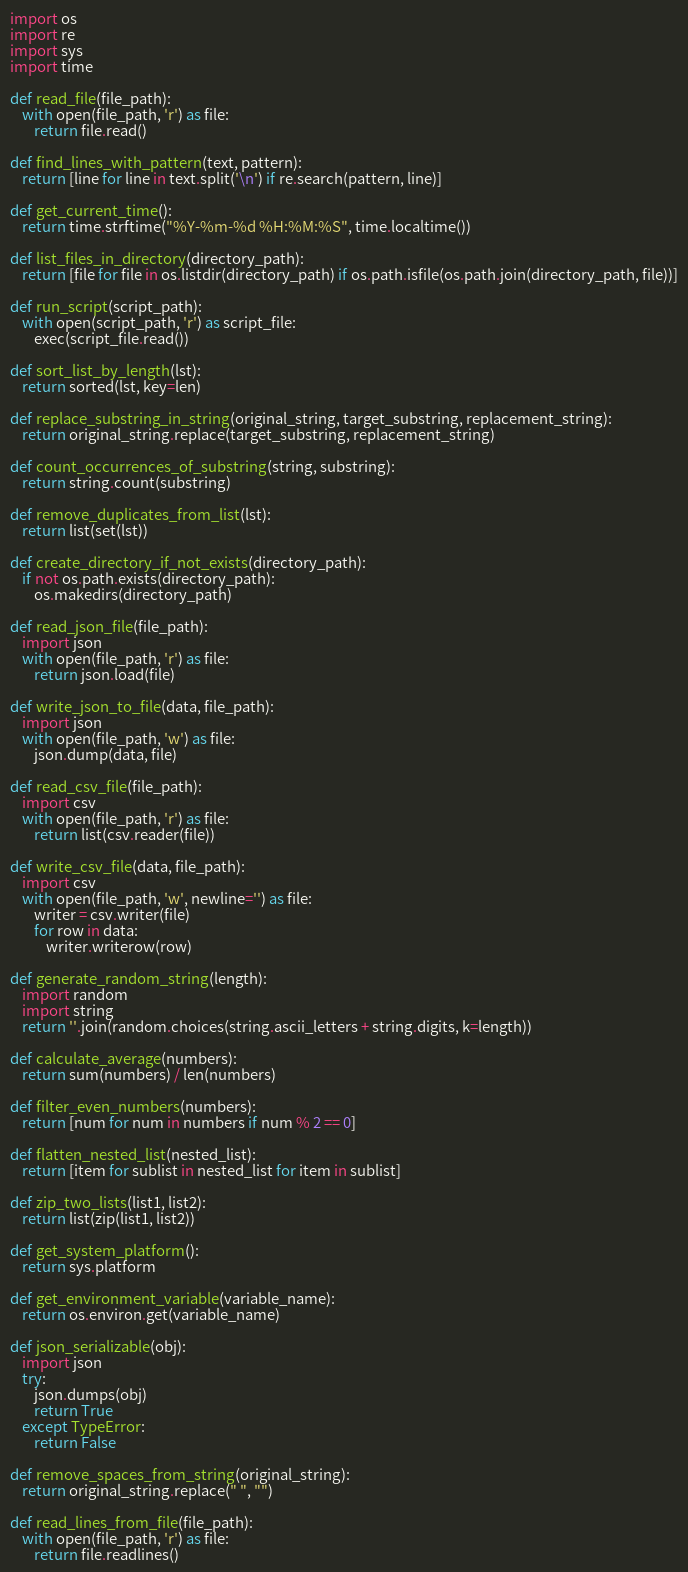 import os
import re
import sys
import time

def read_file(file_path):
    with open(file_path, 'r') as file:
        return file.read()

def find_lines_with_pattern(text, pattern):
    return [line for line in text.split('\n') if re.search(pattern, line)]

def get_current_time():
    return time.strftime("%Y-%m-%d %H:%M:%S", time.localtime())

def list_files_in_directory(directory_path):
    return [file for file in os.listdir(directory_path) if os.path.isfile(os.path.join(directory_path, file))]

def run_script(script_path):
    with open(script_path, 'r') as script_file:
        exec(script_file.read())

def sort_list_by_length(lst):
    return sorted(lst, key=len)

def replace_substring_in_string(original_string, target_substring, replacement_string):
    return original_string.replace(target_substring, replacement_string)

def count_occurrences_of_substring(string, substring):
    return string.count(substring)

def remove_duplicates_from_list(lst):
    return list(set(lst))

def create_directory_if_not_exists(directory_path):
    if not os.path.exists(directory_path):
        os.makedirs(directory_path)

def read_json_file(file_path):
    import json
    with open(file_path, 'r') as file:
        return json.load(file)

def write_json_to_file(data, file_path):
    import json
    with open(file_path, 'w') as file:
        json.dump(data, file)

def read_csv_file(file_path):
    import csv
    with open(file_path, 'r') as file:
        return list(csv.reader(file))

def write_csv_file(data, file_path):
    import csv
    with open(file_path, 'w', newline='') as file:
        writer = csv.writer(file)
        for row in data:
            writer.writerow(row)

def generate_random_string(length):
    import random
    import string
    return ''.join(random.choices(string.ascii_letters + string.digits, k=length))

def calculate_average(numbers):
    return sum(numbers) / len(numbers)

def filter_even_numbers(numbers):
    return [num for num in numbers if num % 2 == 0]

def flatten_nested_list(nested_list):
    return [item for sublist in nested_list for item in sublist]

def zip_two_lists(list1, list2):
    return list(zip(list1, list2))

def get_system_platform():
    return sys.platform

def get_environment_variable(variable_name):
    return os.environ.get(variable_name)

def json_serializable(obj):
    import json
    try:
        json.dumps(obj)
        return True
    except TypeError:
        return False

def remove_spaces_from_string(original_string):
    return original_string.replace(" ", "")

def read_lines_from_file(file_path):
    with open(file_path, 'r') as file:
        return file.readlines()